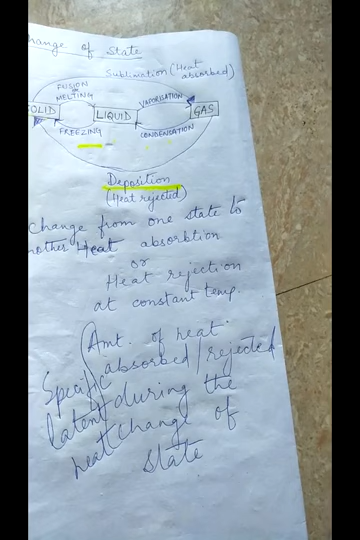 hange of State
Sublimation (Heat
absorbed)
FUSION
or
MELTING
VAPORISATION
OLID
LIQUID
GAS
FREEZING
CONDENSATION
Deposition
(Heat rejected)
change from one state to
nother Heat absorbtion
or
Heat rejection
at constant temp.
Specific
latent
heat
Amt. of heat
absorbed/rejected
during the
change of
state